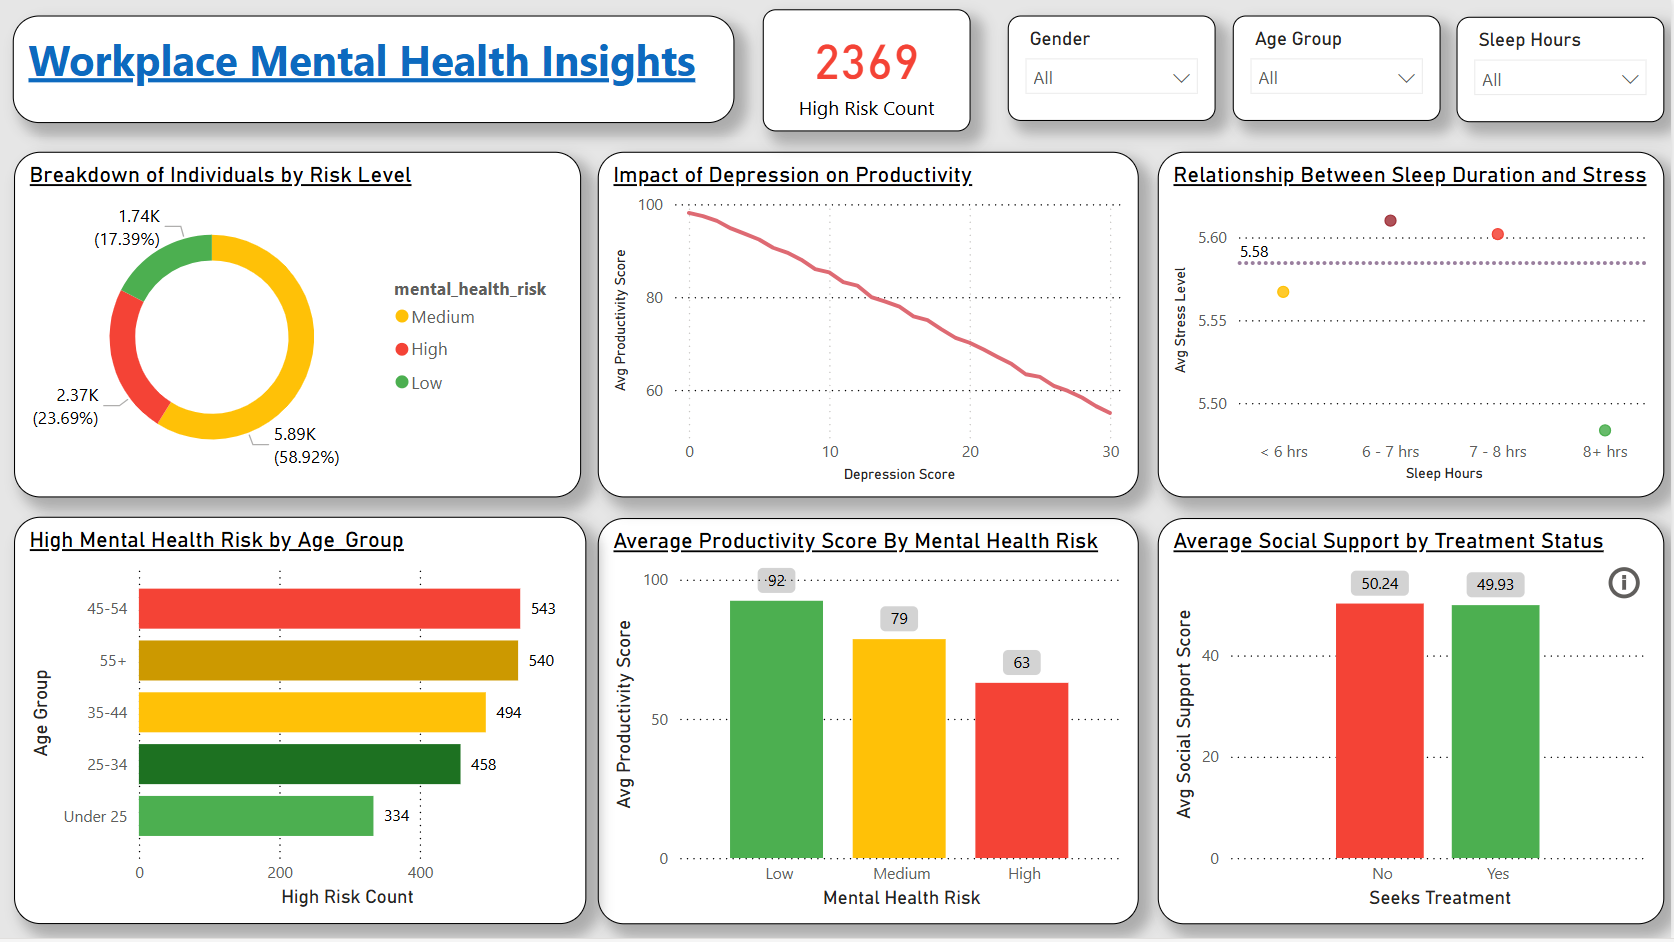 Workplace Mental Health Insights
2369
High Risk Count
Gender
All
Age Group
All
Sleep Hours
All
Breakdown of Individuals by Risk Level
1.74K
(17.39%)
2.37K
(23.69%)
5.89K
(58.92%)
mental_health_risk
Medium
High
Low
Impact of Depression on Productivity
Avg Productivity Score
100
80
60
0
10
20
30
Depression Score
Relationship Between Sleep Duration and Stress
Avg Stress Level
5.60
5.58
5.55
5.50
< 6 hrs
6 - 7 hrs
7 - 8 hrs
8+ hrs
Sleep Hours
High Mental Health Risk by Age_Group
Age Group
45-54
543
55+
540
35-44
494
25-34
458
Under 25
334
0
200
400
High Risk Count
Average Productivity Score By Mental Health Risk
Avg Productivity Score
100
50
0
92
79
63
Low
Medium
High
Mental Health Risk
Average Social Support by Treatment Status
Avg Social Support Score
40
20
0
50.24
49.93
No
Yes
Seeks Treatment